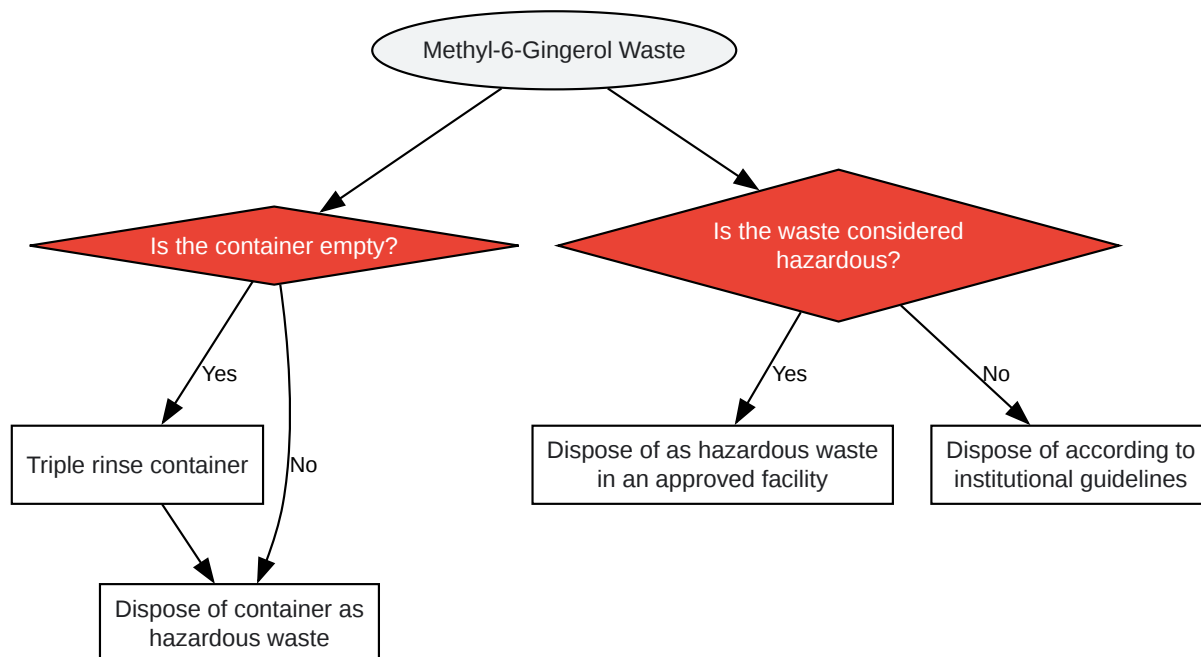 Methyl-6-Gingerol Waste
Is the container empty?
Is the waste considered
hazardous?
Yes
Yes
No
Triple rinse container
No
Dispose of as hazardous waste
in an approved facility
Dispose of according to
institutional guidelines
Dispose of container as
hazardous waste